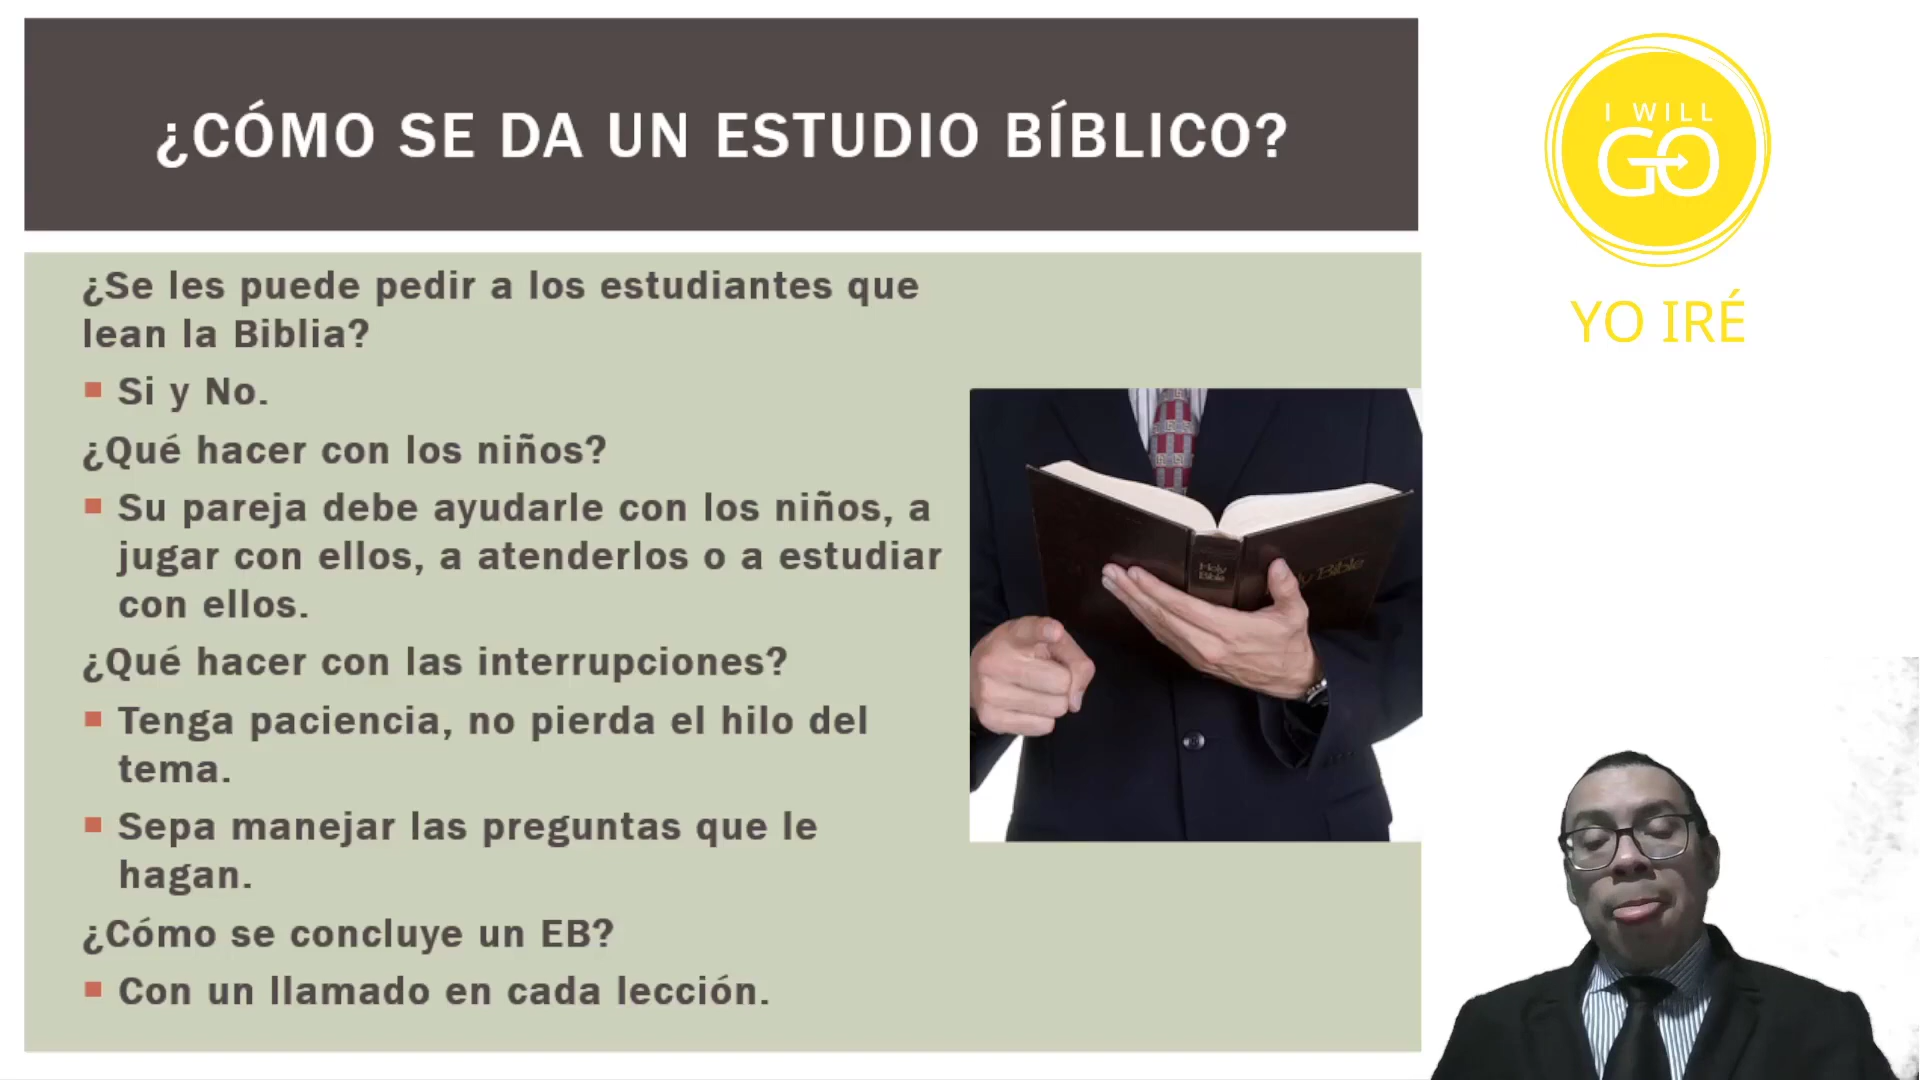 ¿CÓMO SE DA UN ESTUDIO BÍBLICO?
¿Se les puede pedir a los estudiantes que
lean la Biblia?
Si y No.
¿Qué hacer con los niños?
Su pareja debe ayudarle con los niños, a
jugar con ellos, a atenderlos o a estudiar
con ellos.
¿Qué hacer con las interrupciones?
Tenga paciencia, no pierda el hilo del
tema.
Sepa manejar las preguntas que le
hagan.
¿Cómo se concluye un EB?
Con un llamado en cada lección.
Holy
Bible
Holy Bible
I WILL
GO
YO IRÉ